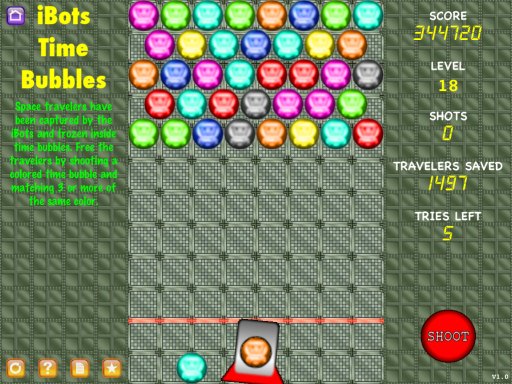 iBots
Time
Bubbles
Space travelers have
been captured by the
iBots and frozen inside
time bubbles. Free the
travelers by shooting a
colored time bubble and
matching 3 or more of
the same color.
SCORE
344720
LEVEL
18
SHOTS
0
TRAVELERS SAVED
1497
TRIES LEFT
5
SHOOT
?
V1.0